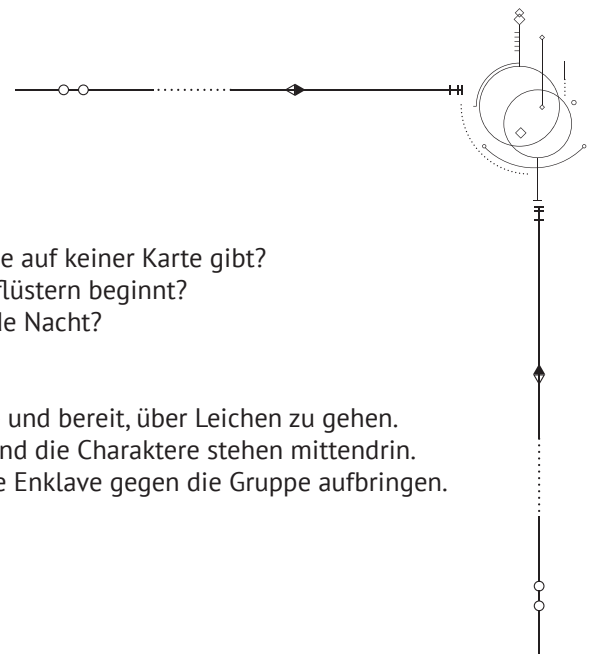 e auf keiner Karte gibt?
flüstern beginnt?
le Nacht?
und bereit, über Leichen zu gehen.
nd die Charaktere stehen mittendrin.
e Enklave gegen die Gruppe aufbringen.